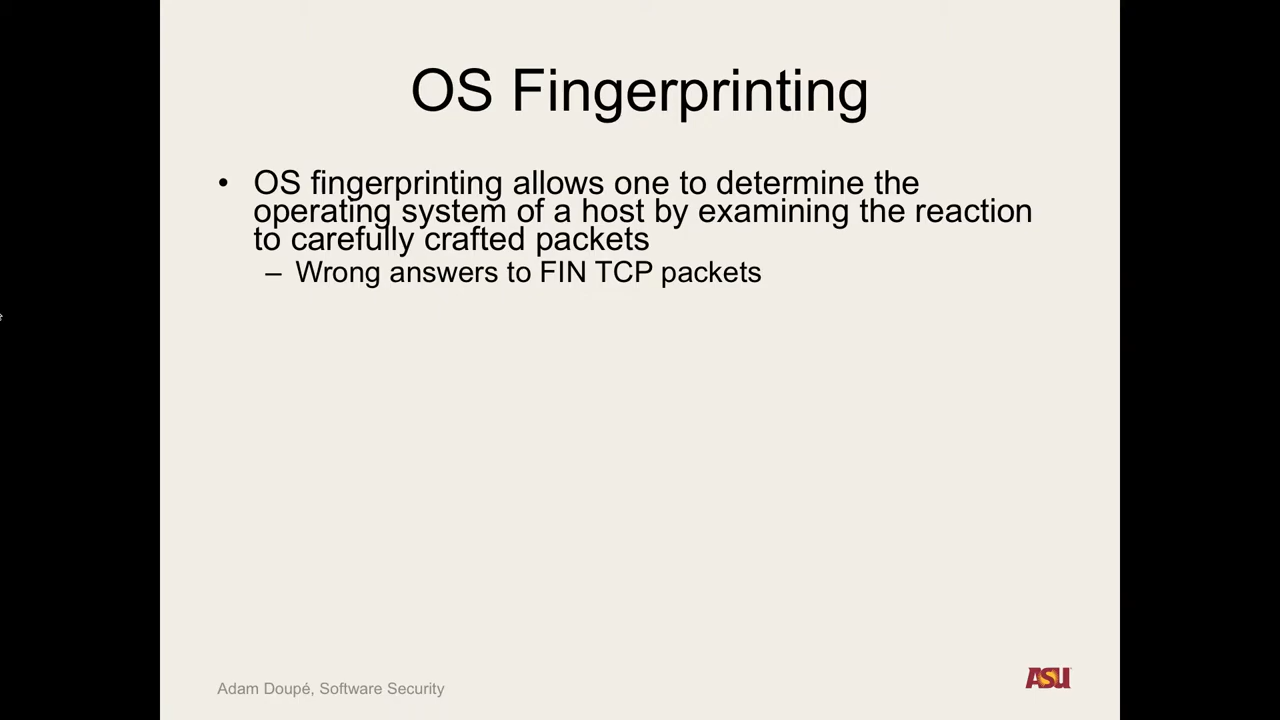 OS Fingerprinting
• OS fingerprinting allows one to determine the
operating system of a host by examining the reaction
to carefully crafted packets
– Wrong answers to FIN TCP packets
Adam Doupé, Software Security
ASU